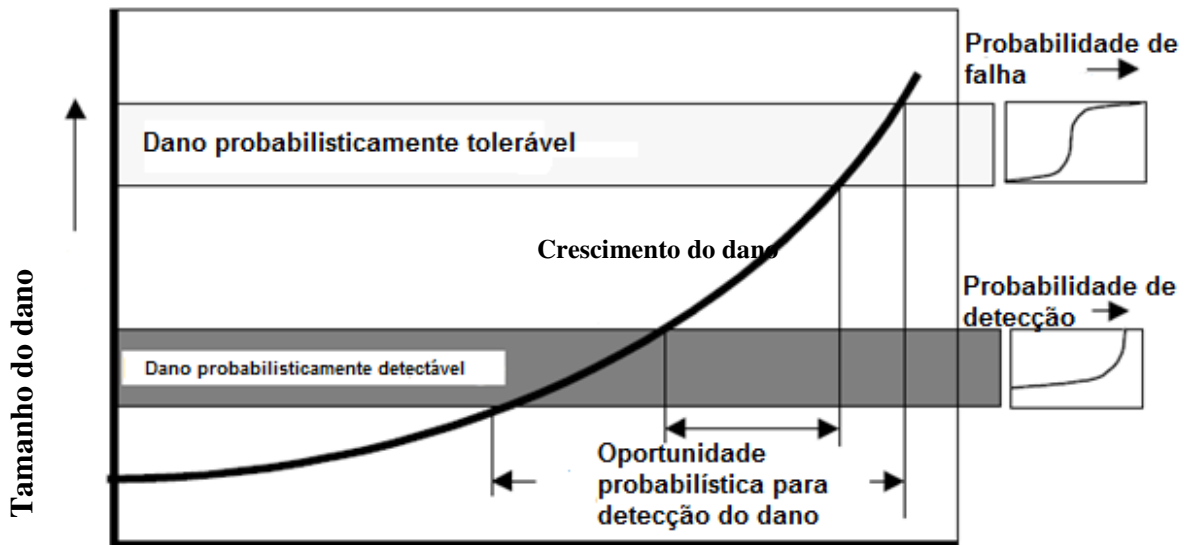 Probabilidade de
falha
Dano probabilisticamente tolerável
Crescimento do dano
Tamanho do dano
Probabilidade de
detecção
Dano probabilisticamente detectável
Oportunidade
probabilística para
detecção do dano